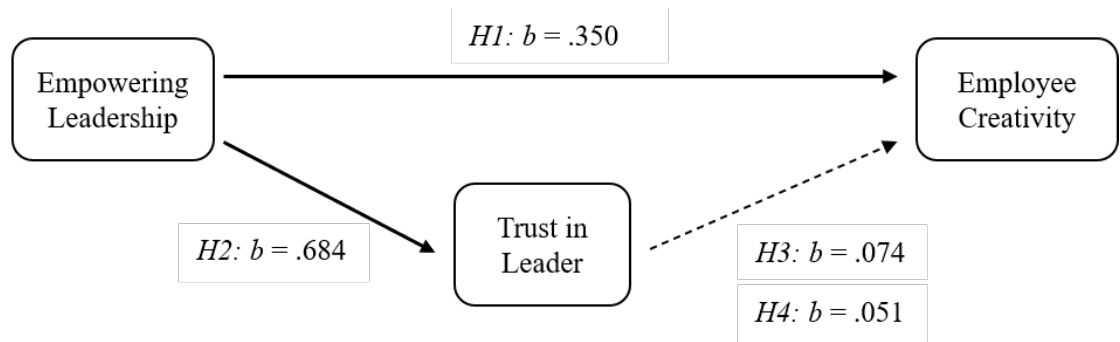 H1: b = .350
Empowering
Leadership
Employee
Creativity
Trust in
Leader
H2: b = .684
H3: b = .074
H4: b = .051